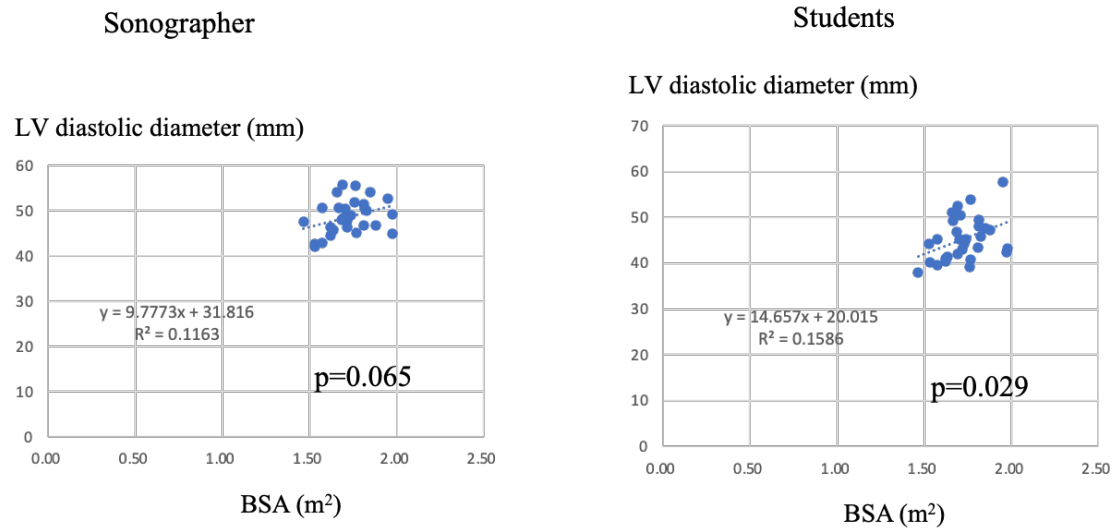 Sonographer
LV diastolic diameter (mm)
60
50
40
30
20
10
0
y = 9.7773x + 31.816
R² = 0.1163
p=0.065
0.00 0.50 1.00 1.50 2.00 2.50
BSA (m²)
Students
LV diastolic diameter (mm)
70
60
50
40
30
20
10
0
y = 14.657x + 20.015
R² = 0.1586
p=0.029
0.00 0.50 1.00 1.50 2.00 2.50
BSA (m²)